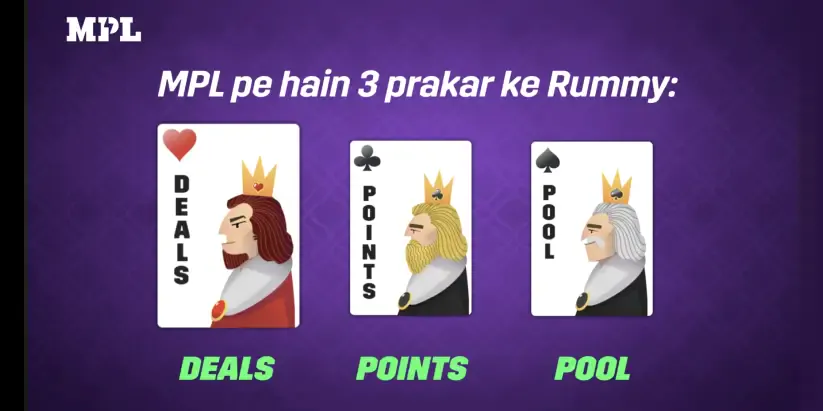 MPL
MPL pe hain 3 prakar ke Rummy:
DEALS
POINTS
POOL
DEALS
POINTS
POOL